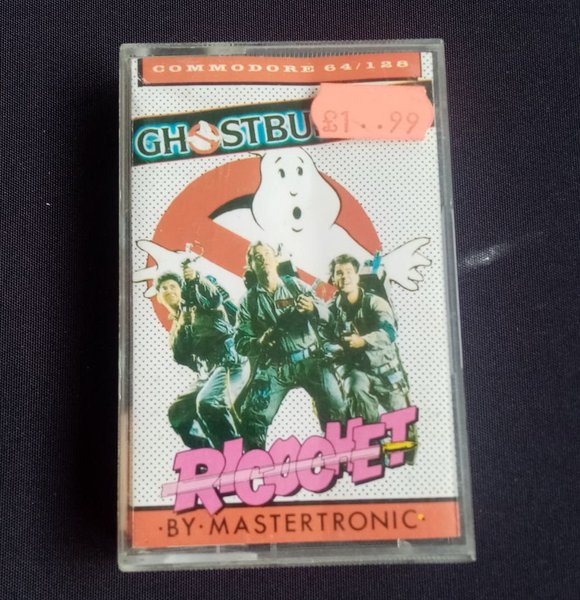 COMMODORE 64/128
GHOSTBU
£1.99
RICOCHET
·BY·MASTERTRONIC·